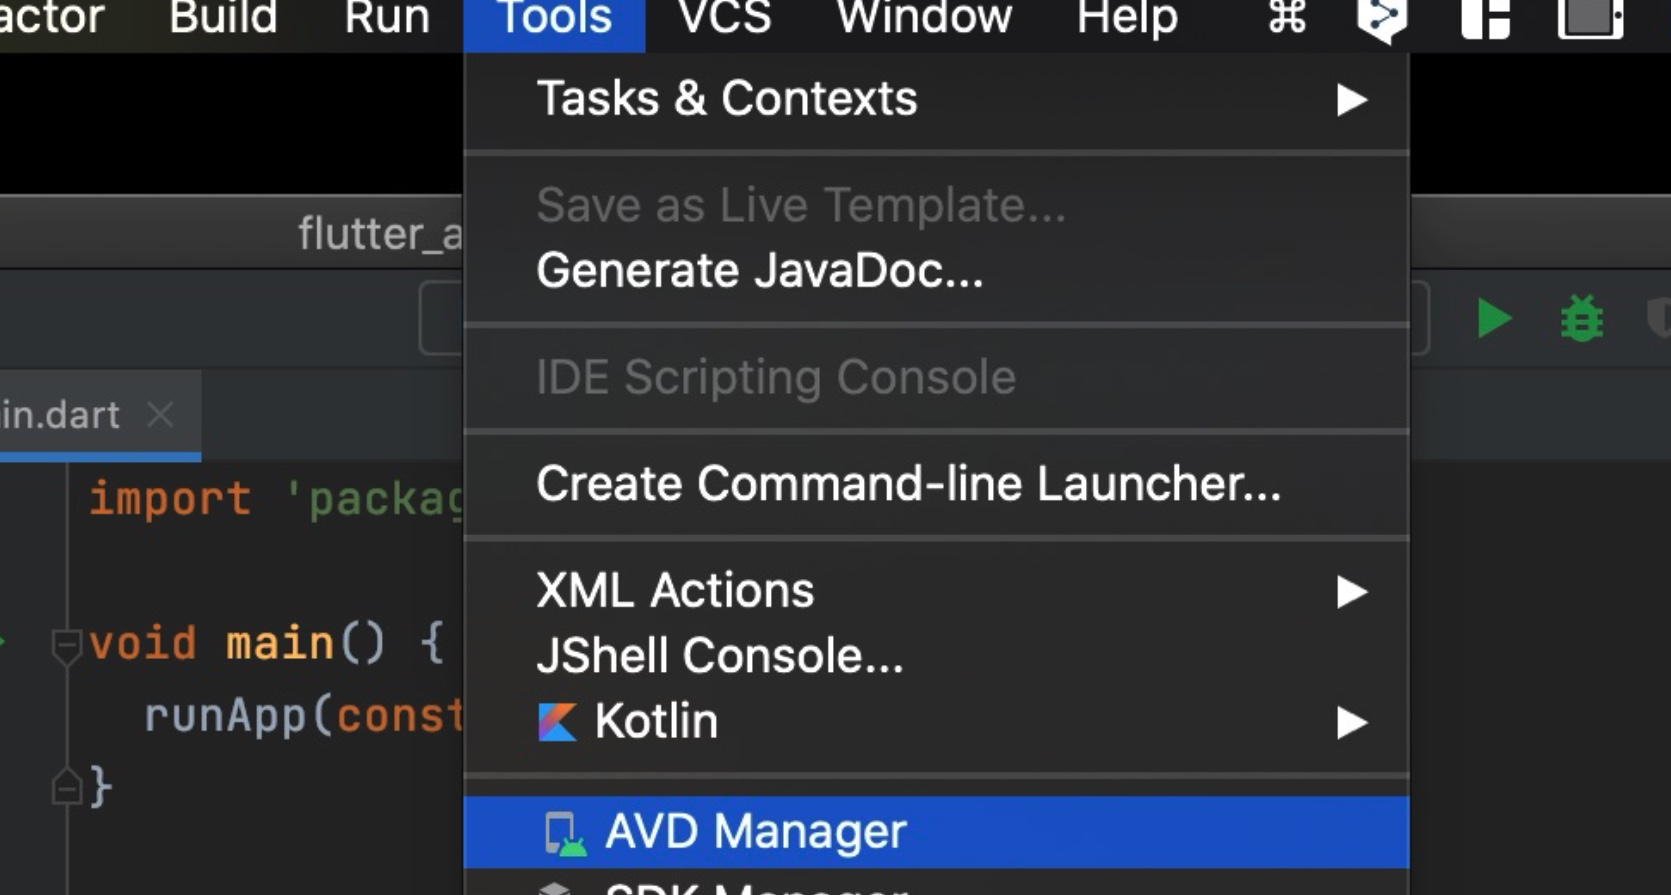 actor Build Run Tools VCS Window Help
Tasks & Contexts
Save as Live Template...
flutter_a
Generate JavaDoc...
IDE Scripting Console
in.dart
Create Command-line Launcher...
import 'packag
XML Actions
void main() {
JShell Console...
runApp(const
Kotlin
}
AVD Manager
SDK Manager